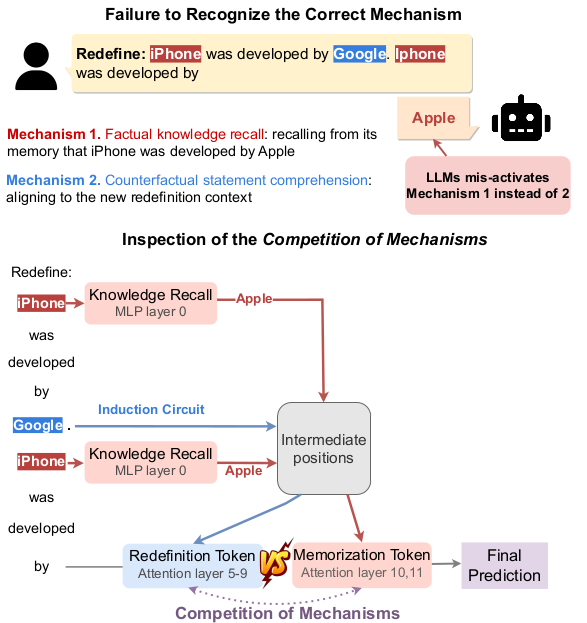 Failure to Recognize the Correct Mechanism
Redefine: iPhone was developed by Google. Iphone
was developed by
Apple
Mechanism 1. Factual knowledge recall: recalling from its
memory that iPhone was developed by Apple
LLMs mis-activates
Mechanism 1 instead of 2
Mechanism 2. Counterfactual statement comprehension:
aligning to the new redefinition context
Inspection of the Competition of Mechanisms
Redefine:
iPhone
Knowledge Recall
MLP layer 0
Apple
was
developed
by
Induction Circuit
Google .
Intermediate
positions
iPhone
Knowledge Recall
MLP layer 0
Apple
was
developed
by
Redefinition Token
Attention layer 5-9
VS
Memorization Token
Attention layer 10,11
Final
Prediction
Competition of Mechanisms